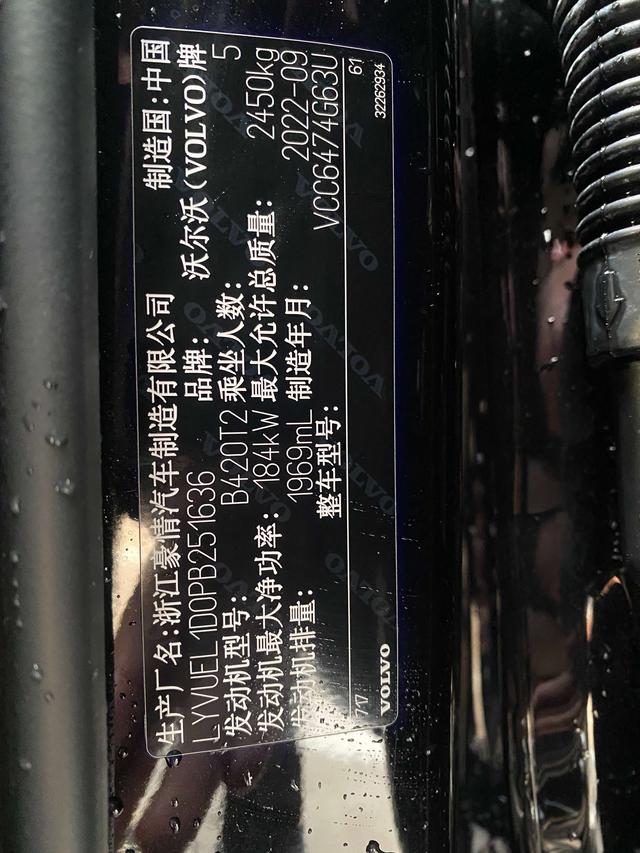 生产厂名:浙江豪情汽车制造有限公司 制造国:中国
LYVUEL1D0PB251636 品牌: 沃尔沃(VOLVO)牌
发动机型号: B420T2 乘坐人数: 5
发动机最大净功率: 184kW 最大允许总质量: 2450kg
发动机排量: 1969mL 制造年月: 2022-09
整车型号: VCC6474G63U
717 61
VOLVO 32262934